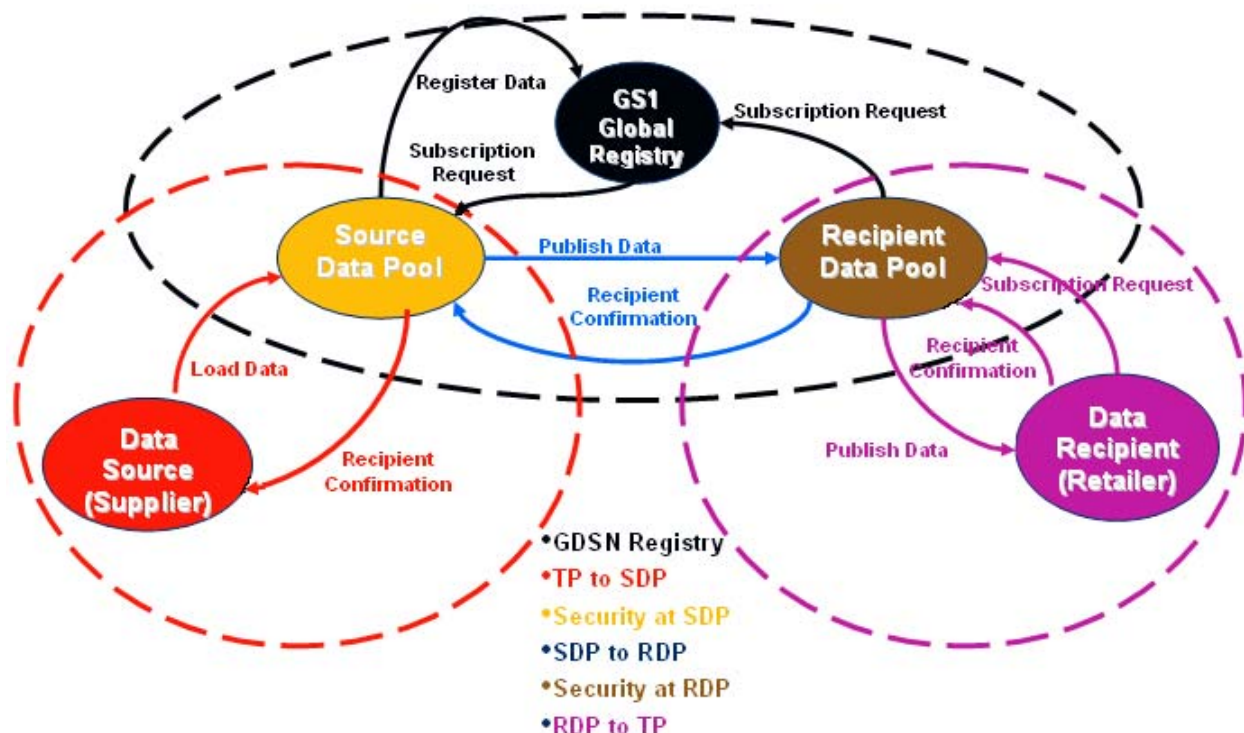 Register Data
GS1
Global
Registry
Subscription Request
Subscription
Request
Source
Data Pool
Publish Data
Recipient
Data Pool
Recipient
Confirmation
Subscription Request
Load Data
Recipient
Confirmation
Data
Source
(Supplier)
Recipient
Confirmation
Publish Data
Data
Recipient
(Retailer)
•GDSN Registry
•TP to SDP
•Security at SDP
•SDP to RDP
•Security at RDP
•RDP to TP